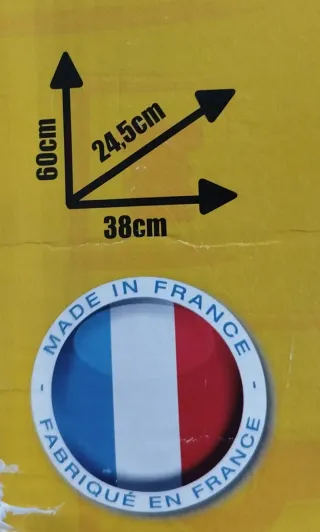 60cm
24,5cm
38cm
- MADE IN FRANCE -
FABRIQUÉ EN FRANCE